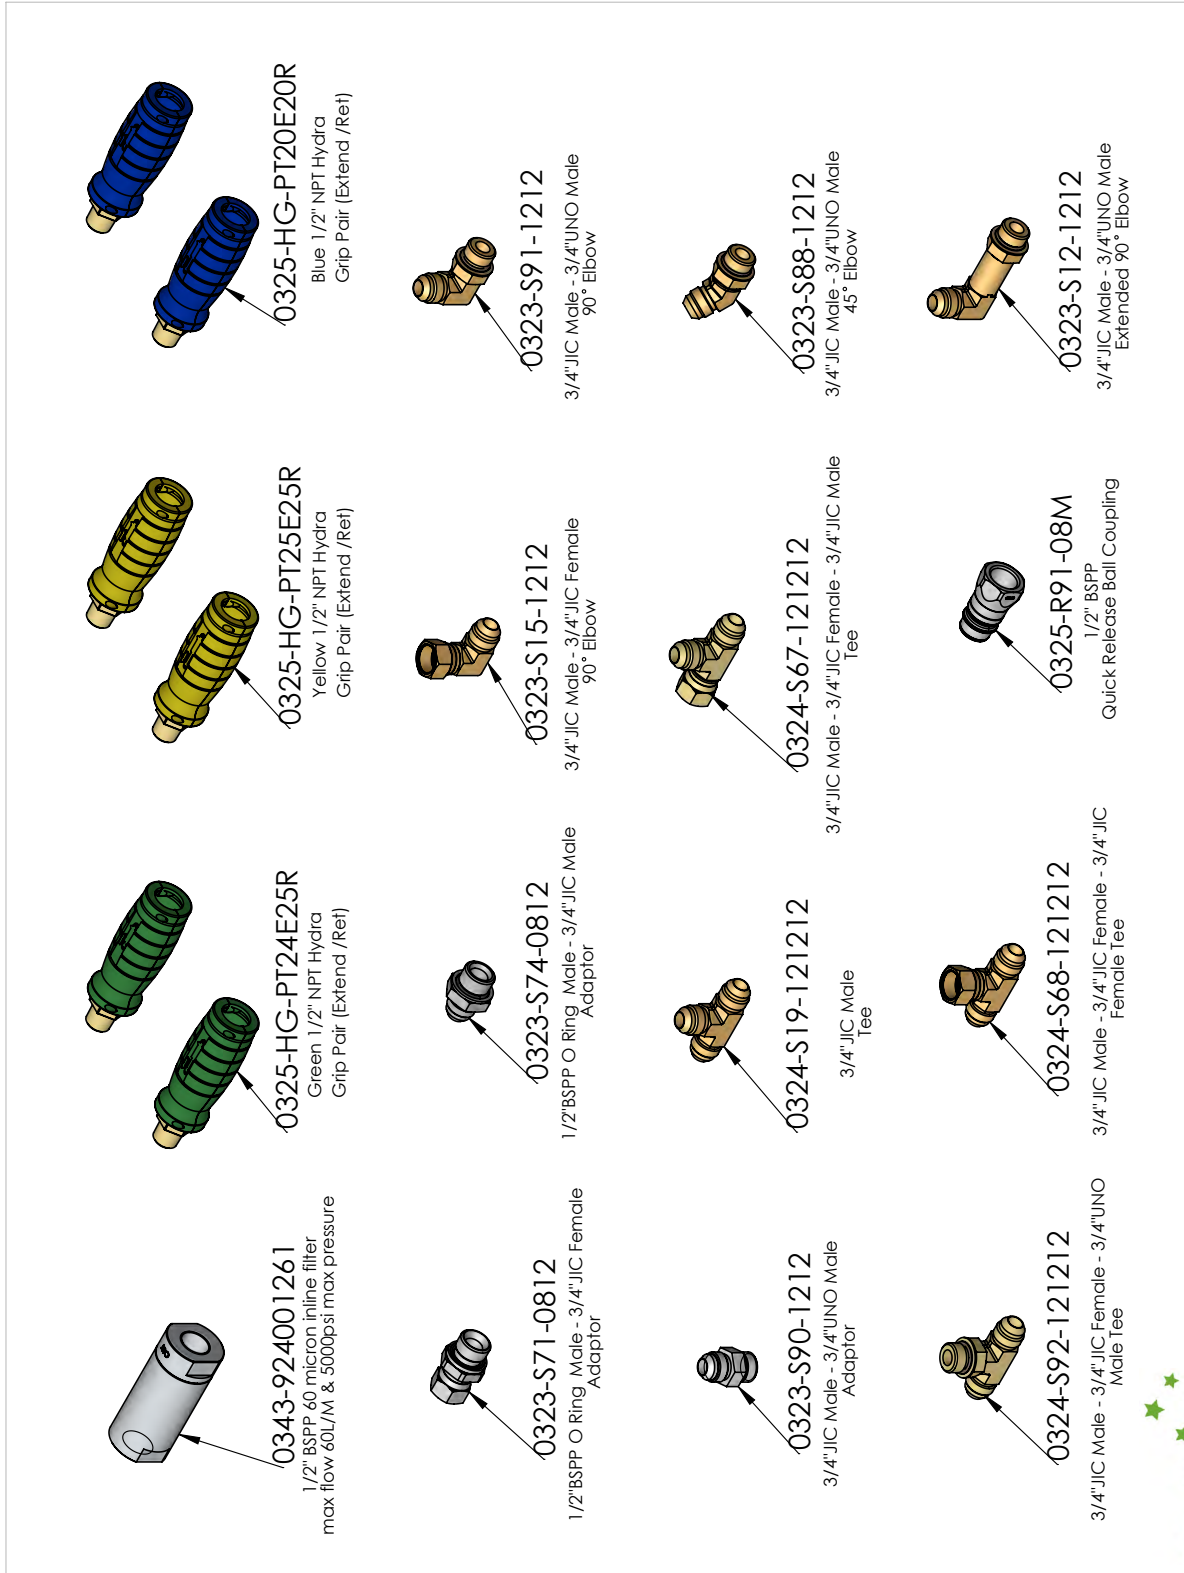 0343-924001261
1/2" BSPP 60 micron inline filter
max flow 60L/M & 5000psi max pressure
0325-HG-PT24E25R
Green 1/2" NPT Hydra
Grip Pair (Extend /Ret)
0325-HG-PT25E25R
Yellow 1/2" NPT Hydra
Grip Pair (Extend /Ret)
0325-HG-PT20E20R
Blue 1/2" NPT Hydra
Grip Pair (Extend /Ret)
0323-S71-0812
1/2"BSPP O Ring Male - 3/4"JIC Female
Adaptor
0323-S74-0812
1/2"BSPP O Ring Male - 3/4"JIC Male
Adaptor
0323-S15-1212
3/4"JIC Male - 3/4"JIC Female
90° Elbow
0323-S91-1212
3/4"JIC Male - 3/4"UNO Male
90° Elbow
0323-S90-1212
3/4"JIC Male - 3/4"UNO Male
Adaptor
0324-S19-121212
3/4"JIC Male
Tee
0324-S67-121212
3/4"JIC Male - 3/4"JIC Female - 3/4"JIC Male
Tee
0323-S88-1212
3/4"JIC Male - 3/4"UNO Male
45° Elbow
0324-S92-121212
3/4"JIC Male - 3/4"JIC Female - 3/4"UNO
Male Tee
0324-S68-121212
3/4"JIC Male - 3/4"JIC Female - 3/4"JIC
Female Tee
0325-R91-08M
1/2" BSPP
Quick Release Ball Coupling
0323-S12-1212
3/4"JIC Male - 3/4"UNO Male
Extended 90° Elbow